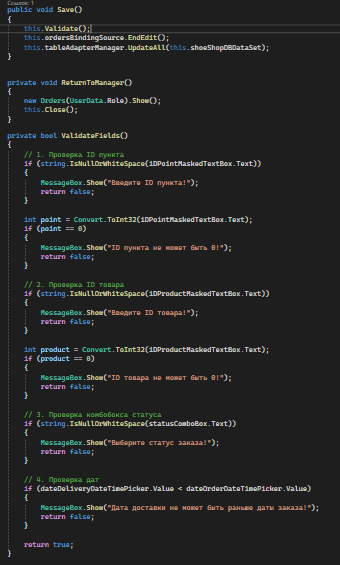 Ссылок: 1
public void Save()
{
this.Validate();
this.ordersBindingSource.EndEdit();
this.tableAdapterManager.UpdateAll(this.shoeShopDBDataSet);
}
private void ReturnToManager()
{
new Orders(UserData.Role).Show();
this.Close();
}
private bool ValidateFields()
{
// 1. Проверка ID пункта
if (string.IsNullOrWhiteSpace(iDPointMaskedTextBox.Text))
{
MessageBox.Show("Введите ID пункта!");
return false;
}
int point = Convert.ToInt32(iDPointMaskedTextBox.Text);
if (point == 0)
{
MessageBox.Show("ID пункта не может быть 0!");
return false;
}
// 2. Проверка ID товара
if (string.IsNullOrWhiteSpace(iDProductMaskedTextBox.Text))
{
MessageBox.Show("Введите ID товара!");
return false;
}
int product = Convert.ToInt32(iDProductMaskedTextBox.Text);
if (product == 0)
{
MessageBox.Show("ID товара не может быть 0!");
return false;
}
// 3. Проверка комбобокса статуса
if (string.IsNullOrWhiteSpace(statusComboBox.Text))
{
MessageBox.Show("Выберите статус заказа!");
return false;
}
// 4. Проверка дат
if (dateDeliveryDateTimePicker.Value < dateOrderDateTimePicker.Value)
{
MessageBox.Show("Дата доставки не может быть раньше даты заказа!");
return false;
}
return true;
}